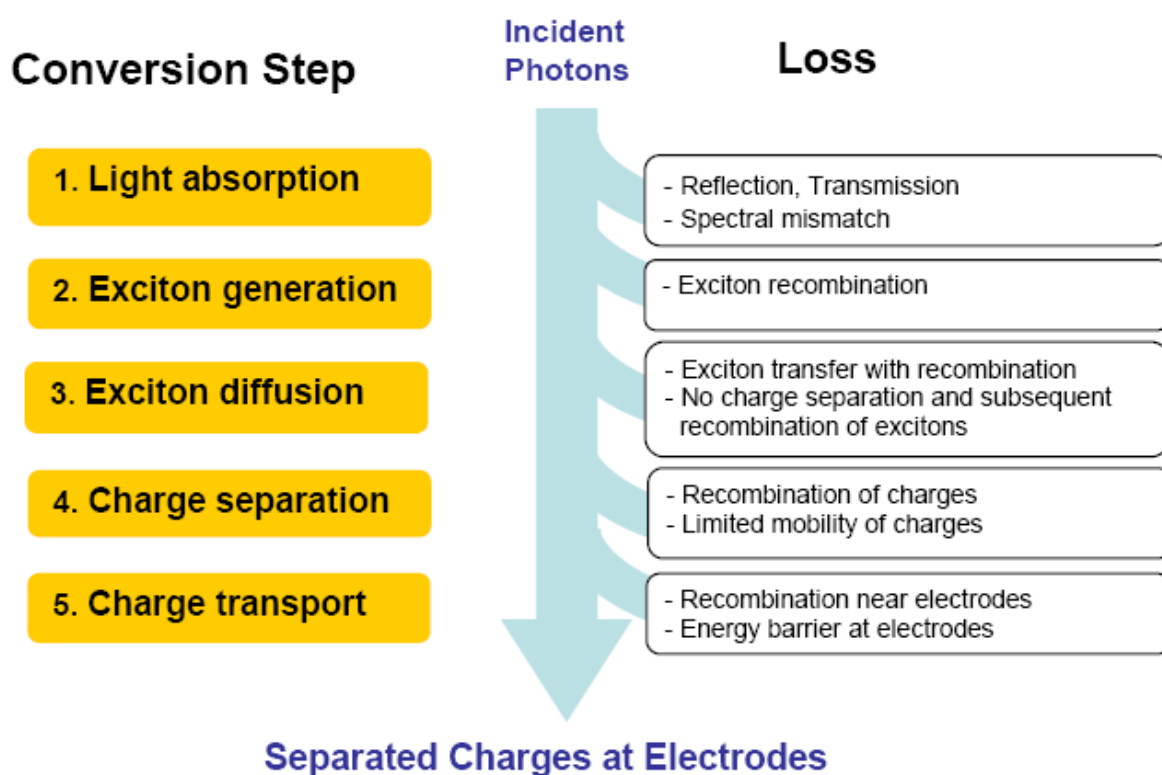 Conversion Step
Incident
Photons
Loss
1. Light absorption
- Reflection, Transmission
- Spectral mismatch
2. Exciton generation
- Exciton recombination
3. Exciton diffusion
- Exciton transfer with recombination
- No charge separation and subsequent
recombination of excitons
4. Charge separation
- Recombination of charges
- Limited mobility of charges
5. Charge transport
- Recombination near electrodes
- Energy barrier at electrodes
Separated Charges at Electrodes